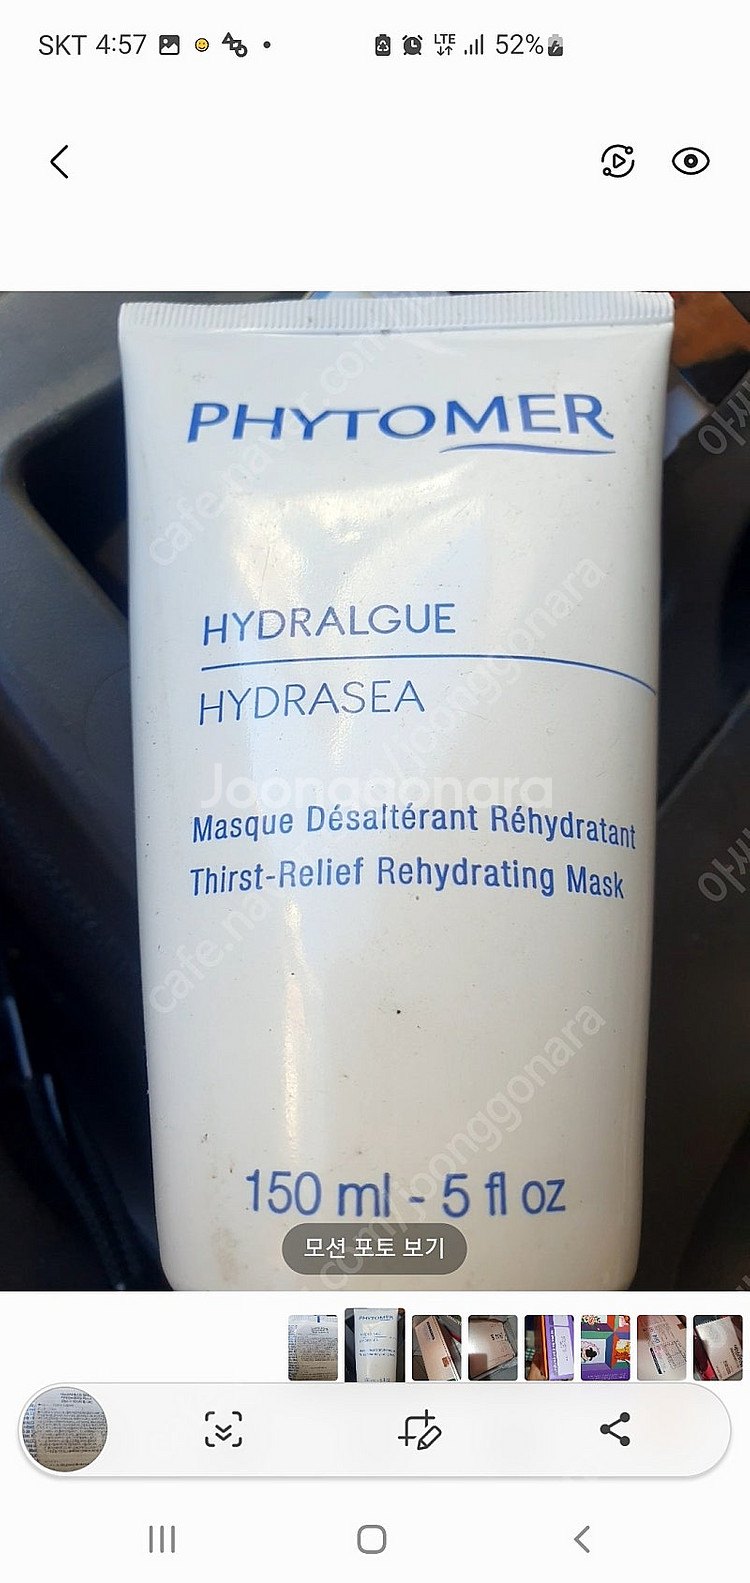 SKT 4:57
LTE
52%
PHYTOMER
HYDRALGUE
HYDRASEA
Joonggonara
Masque Désaltérant Réhydratant
Thirst-Relief Rehydrating Mask
150 ml - 5 fl oz
모션 포토 보기